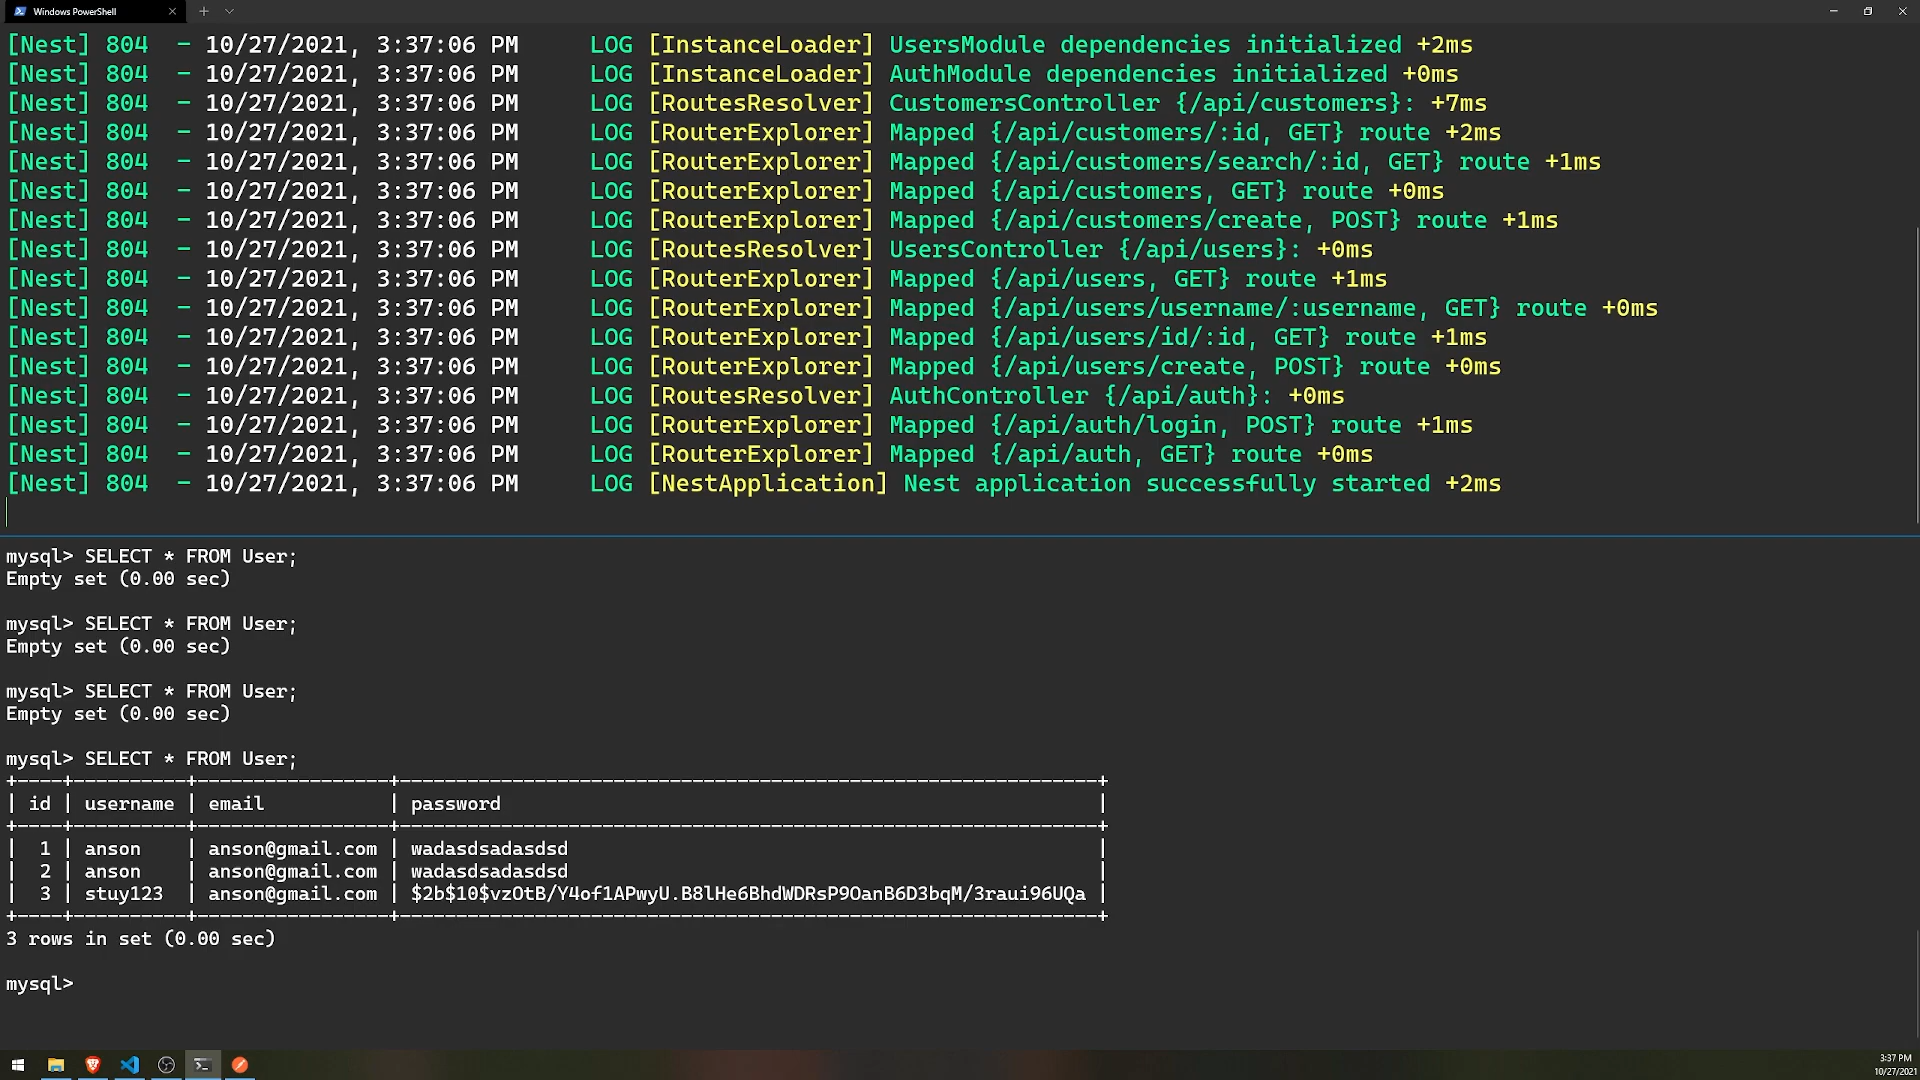 Windows PowerShell
[Nest] 804  - 10/27/2021, 3:37:06 PM     LOG [InstanceLoader] UsersModule dependencies initialized +2ms
[Nest] 804  - 10/27/2021, 3:37:06 PM     LOG [InstanceLoader] AuthModule dependencies initialized +0ms
[Nest] 804  - 10/27/2021, 3:37:06 PM     LOG [RoutesResolver] CustomersController {/api/customers}: +7ms
[Nest] 804  - 10/27/2021, 3:37:06 PM     LOG [RouterExplorer] Mapped {/api/customers/:id, GET} route +2ms
[Nest] 804  - 10/27/2021, 3:37:06 PM     LOG [RouterExplorer] Mapped {/api/customers/search/:id, GET} route +1ms
[Nest] 804  - 10/27/2021, 3:37:06 PM     LOG [RouterExplorer] Mapped {/api/customers, GET} route +0ms
[Nest] 804  - 10/27/2021, 3:37:06 PM     LOG [RouterExplorer] Mapped {/api/customers/create, POST} route +1ms
[Nest] 804  - 10/27/2021, 3:37:06 PM     LOG [RoutesResolver] UsersController {/api/users}: +0ms
[Nest] 804  - 10/27/2021, 3:37:06 PM     LOG [RouterExplorer] Mapped {/api/users, GET} route +1ms
[Nest] 804  - 10/27/2021, 3:37:06 PM     LOG [RouterExplorer] Mapped {/api/users/username/:username, GET} route +0ms
[Nest] 804  - 10/27/2021, 3:37:06 PM     LOG [RouterExplorer] Mapped {/api/users/id/:id, GET} route +1ms
[Nest] 804  - 10/27/2021, 3:37:06 PM     LOG [RouterExplorer] Mapped {/api/users/create, POST} route +0ms
[Nest] 804  - 10/27/2021, 3:37:06 PM     LOG [RoutesResolver] AuthController {/api/auth}: +0ms
[Nest] 804  - 10/27/2021, 3:37:06 PM     LOG [RouterExplorer] Mapped {/api/auth/login, POST} route +1ms
[Nest] 804  - 10/27/2021, 3:37:06 PM     LOG [RouterExplorer] Mapped {/api/auth, GET} route +0ms
[Nest] 804  - 10/27/2021, 3:37:06 PM     LOG [NestApplication] Nest application successfully started +2ms
mysql> SELECT * FROM User;
Empty set (0.00 sec)
mysql> SELECT * FROM User;
Empty set (0.00 sec)
mysql> SELECT * FROM User;
Empty set (0.00 sec)
mysql> SELECT * FROM User;
| id | username | email           | password |
|  1 | anson    | anson@gmail.com | wadasdsadasdsd |
|  2 | anson    | anson@gmail.com | wadasdsadasdsd |
|  3 | stuy123  | anson@gmail.com | $2b$10$vzOtB/Y4of1APwyU.B8lHe6BhdWDRsP9OanB6D3bqM/3raui96UQa |
3 rows in set (0.00 sec)
mysql>
3:37 PM
10/27/2021